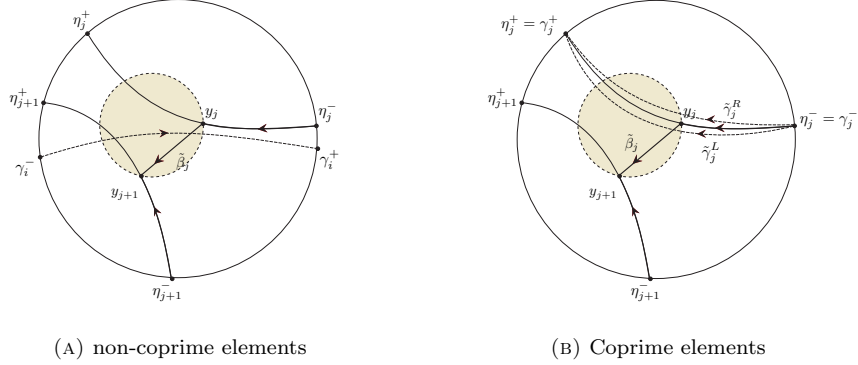 η_j^+
η_{j+1}^+
y_j
η_j^-
γ_i^-
β̃_j
γ_i^+
y_{j+1}
η_{j+1}^-
(A) non-coprime elements
η_j^+ = γ_j^+
η_{j+1}^+
y_j
γ̃_j^R
η_j^- = γ_j^-
β̃_j
γ̃_j^L
y_{j+1}
η_{j+1}^-
(B) Coprime elements